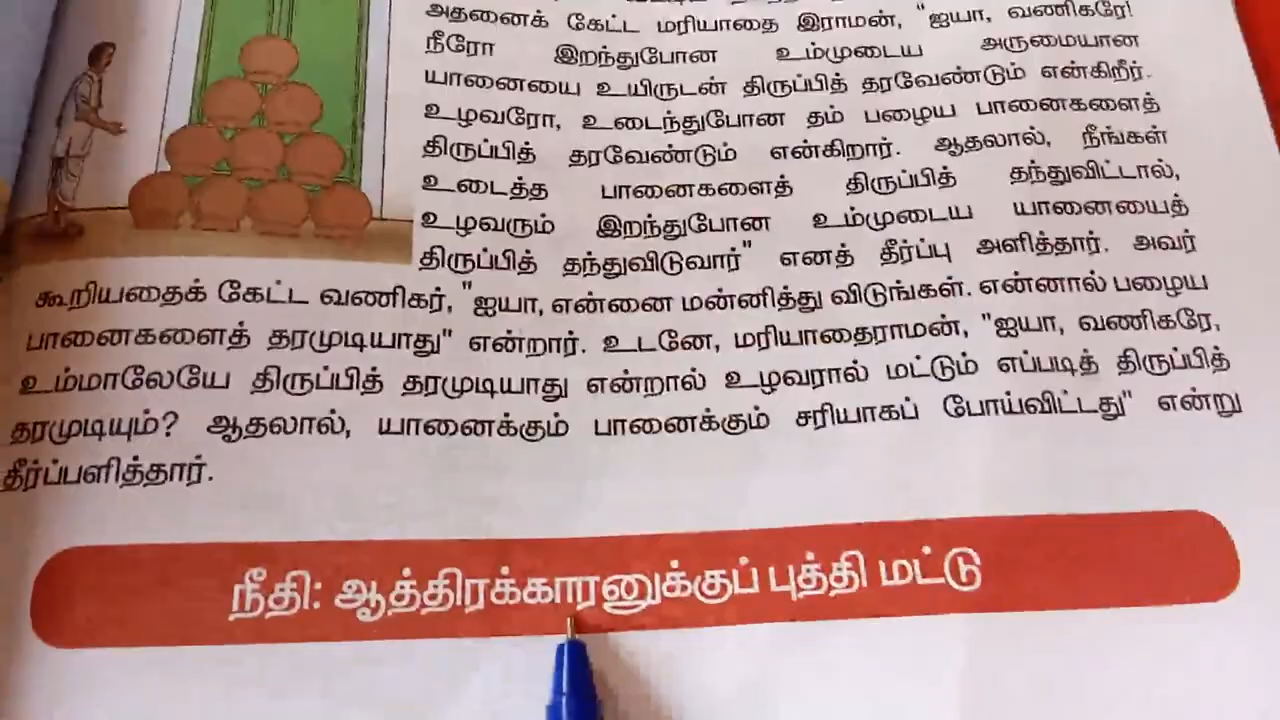 அதனைக் கேட்ட மரியாதை இராமன், "ஐயா, வணிகரே!
நீரோ இறந்துபோன உம்முடைய அருமையான
யானையை உயிருடன் திருப்பித் தரவேண்டும் என்கிறீர்.
உழவரோ, உடைந்துபோன தம் பழைய பானைகளைத்
திருப்பித் தரவேண்டும் என்கிறார். ஆதலால், நீங்கள்
உடைத்த பானைகளைத் திருப்பித் தந்துவிட்டால்,
உழவரும் இறந்துபோன உம்முடைய யானையைத்
திருப்பித் தந்துவிடுவார்" எனத் தீர்ப்பு அளித்தார். அவர்
கூறியதைக் கேட்ட வணிகர், "ஐயா, என்னை மன்னித்து விடுங்கள். என்னால் பழைய
பானைகளைத் தரமுடியாது" என்றார். உடனே, மரியாதைராமன், "ஐயா, வணிகரே,
உம்மாலேயே திருப்பித் தரமுடியாது என்றால் உழவரால் மட்டும் எப்படித் திருப்பித்
தரமுடியும்? ஆதலால், யானைக்கும் பானைக்கும் சரியாகப் போய்விட்டது" என்று
தீர்ப்பளித்தார்.
நீதி: ஆத்திரக்காரனுக்குப் புத்தி மட்டு